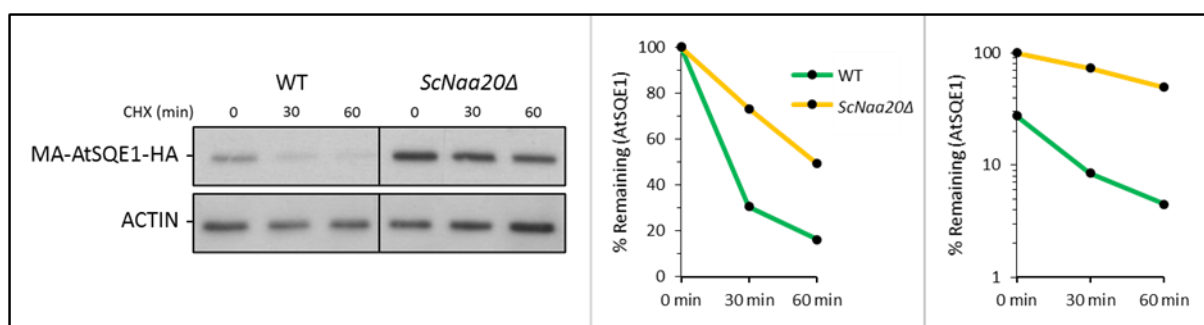 WT ScNaa20Δ
CHX (min) 0 30 60 0 30 60
MA-AtSQE1-HA
ACTIN
% Remaining (AtSQE1)
100
80
60
40
20
0
0 min 30 min 60 min
WT
ScNaa20Δ
% Remaining (AtSQE1)
100
10
1
0 min 30 min 60 min